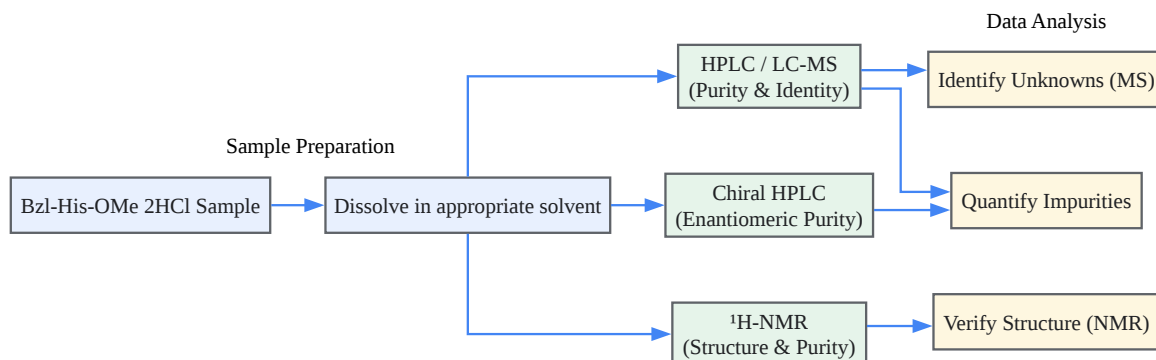 Data Analysis
HPLC / LC-MS
(Purity & Identity)
Identify Unknowns (MS)
Sample Preparation
Bzl-His-OMe 2HCl Sample
Dissolve in appropriate solvent
Chiral HPLC
(Enantiomeric Purity)
Quantify Impurities
¹H-NMR
(Structure & Purity)
Verify Structure (NMR)